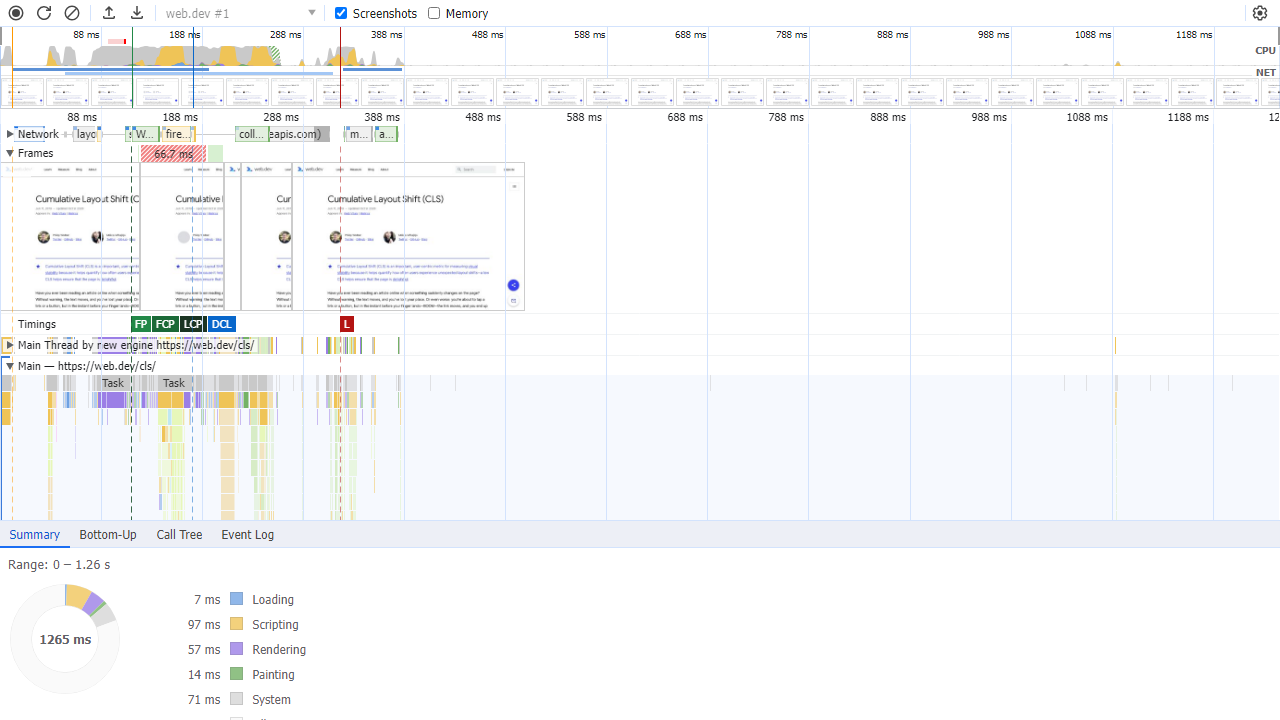 web.dev #1 Screenshots Memory
88 ms 188 ms 288 ms 388 ms 488 ms 588 ms 688 ms 788 ms 888 ms 988 ms 1088 ms 1188 ms
CPU
NET
88 ms 188 ms 288 ms 388 ms 488 ms 588 ms 688 ms 788 ms 888 ms 988 ms 1088 ms 1188 ms 12
Network layo W... fire... coll... eapis.com) m... a...
Frames 66.7 ms
Cumulative Layout Shift (C Cumulative L Cu Cumulative Layout Shift (CLS)
Timings FP FCP LCP DCL L
Main Thread by new engine https://web.dev/cls/
Main — https://web.dev/cls/
Task Task
Summary Bottom-Up Call Tree Event Log
Range: 0 – 1.26 s
1265 ms
7 ms Loading
97 ms Scripting
57 ms Rendering
14 ms Painting
71 ms System